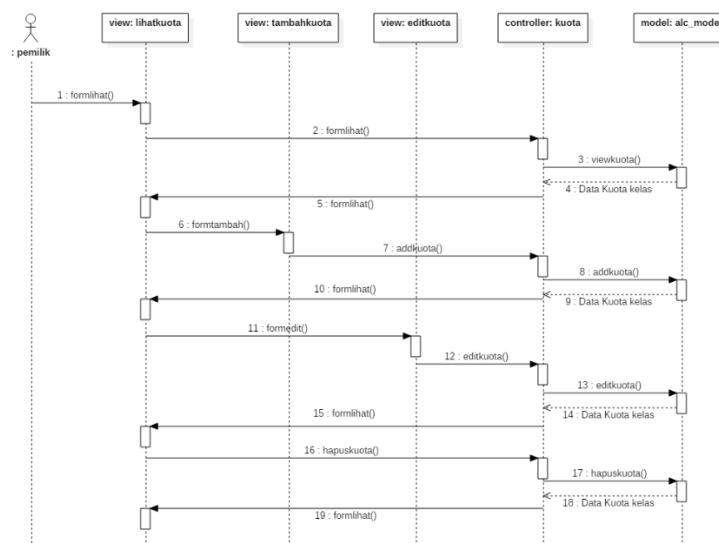 view: lihatkuota
view: tambahkuota
view: editkuota
controller: kuota
model: alc_mode
: pemilik
1 : formlihat()
2 : formlihat()
3 : viewkuota()
4 : Data Kuota kelas
5 : formlihat()
6 : formtambah()
7 : addkuota()
8 : addkuota()
9 : Data Kuota kelas
10 : formlihat()
11 : formedit()
12 : editkuota()
13 : editkuota()
14 : Data Kuota kelas
15 : formlihat()
16 : hapuskuota()
17 : hapuskuota()
18 : Data Kuota kelas
19 : formlihat()